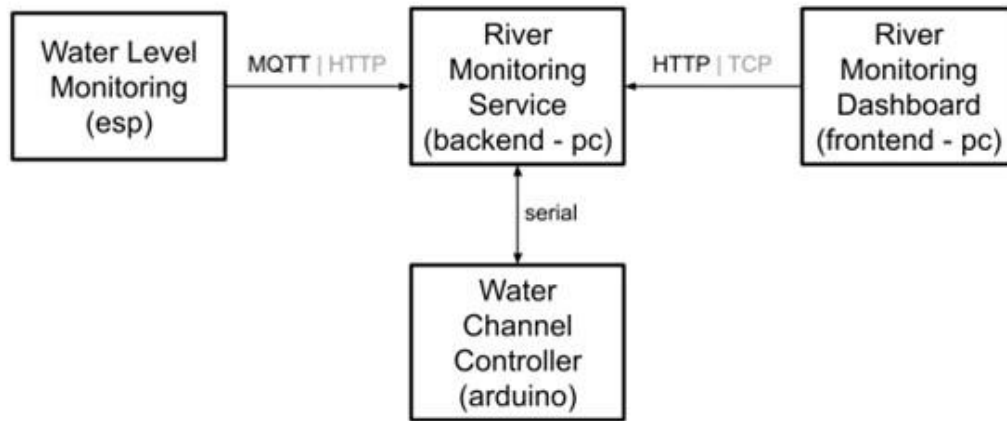 Water Level
Monitoring
(esp)
MQTT | HTTP
River
Monitoring
Service
(backend - pc)
HTTP | TCP
River
Monitoring
Dashboard
(frontend - pc)
serial
Water
Channel
Controller
(arduino)